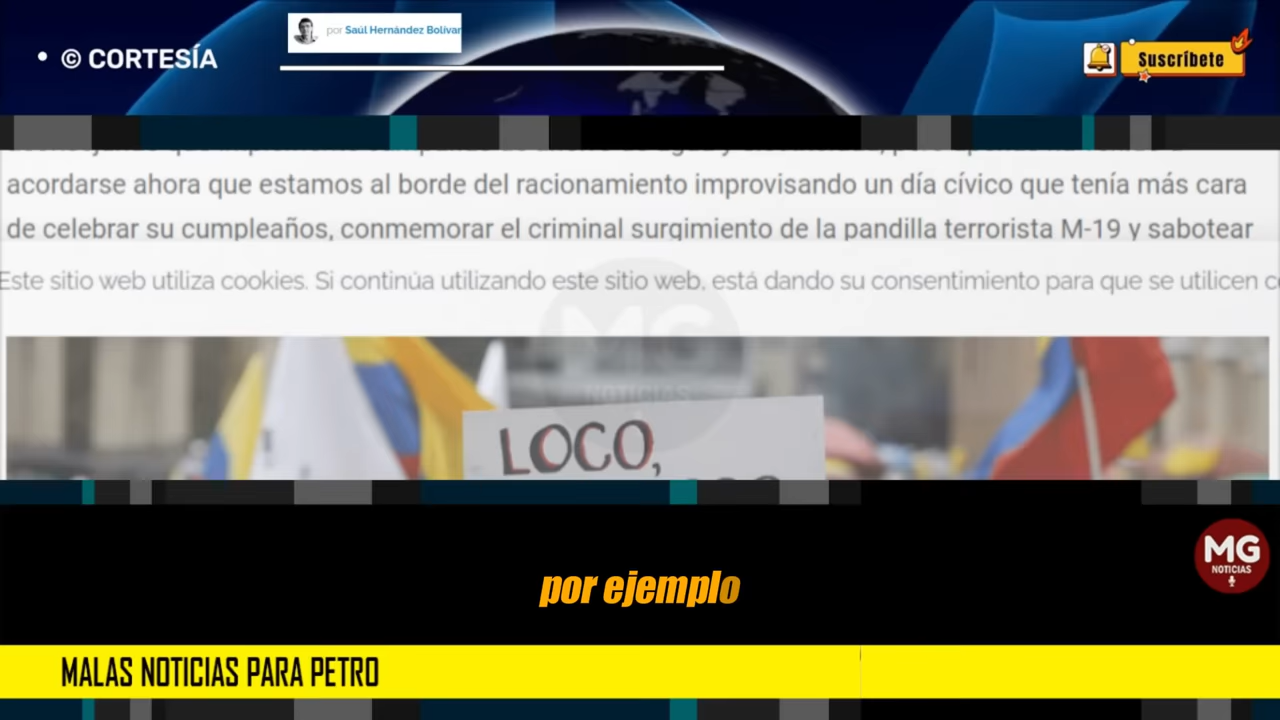 © CORTESÍA
por Saúl Hernández Bolívar
Suscríbete
acordarse ahora que estamos al borde del racionamiento improvisando un día cívico que tenía más cara
de celebrar su cumpleaños, conmemorar el criminal surgimiento de la pandilla terrorista M-19 y sabotear
Este sitio web utiliza cookies. Si continúa utilizando este sitio web, está dando su consentimiento para que se utilicen
MG
NOTICIAS
LOCO,
MG
NOTICIAS
por ejemplo
MALAS NOTICIAS PARA PETRO